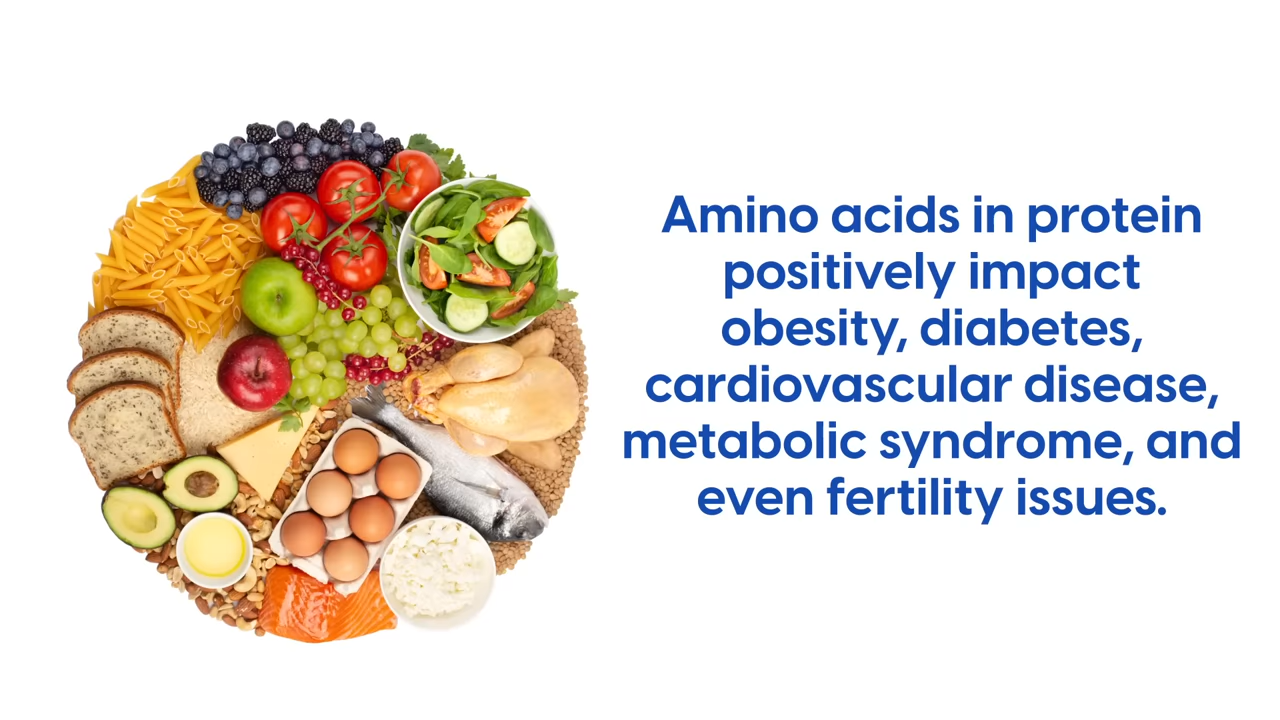 Amino acids in protein
positively impact
obesity, diabetes,
cardiovascular disease,
metabolic syndrome, and
even fertility issues.